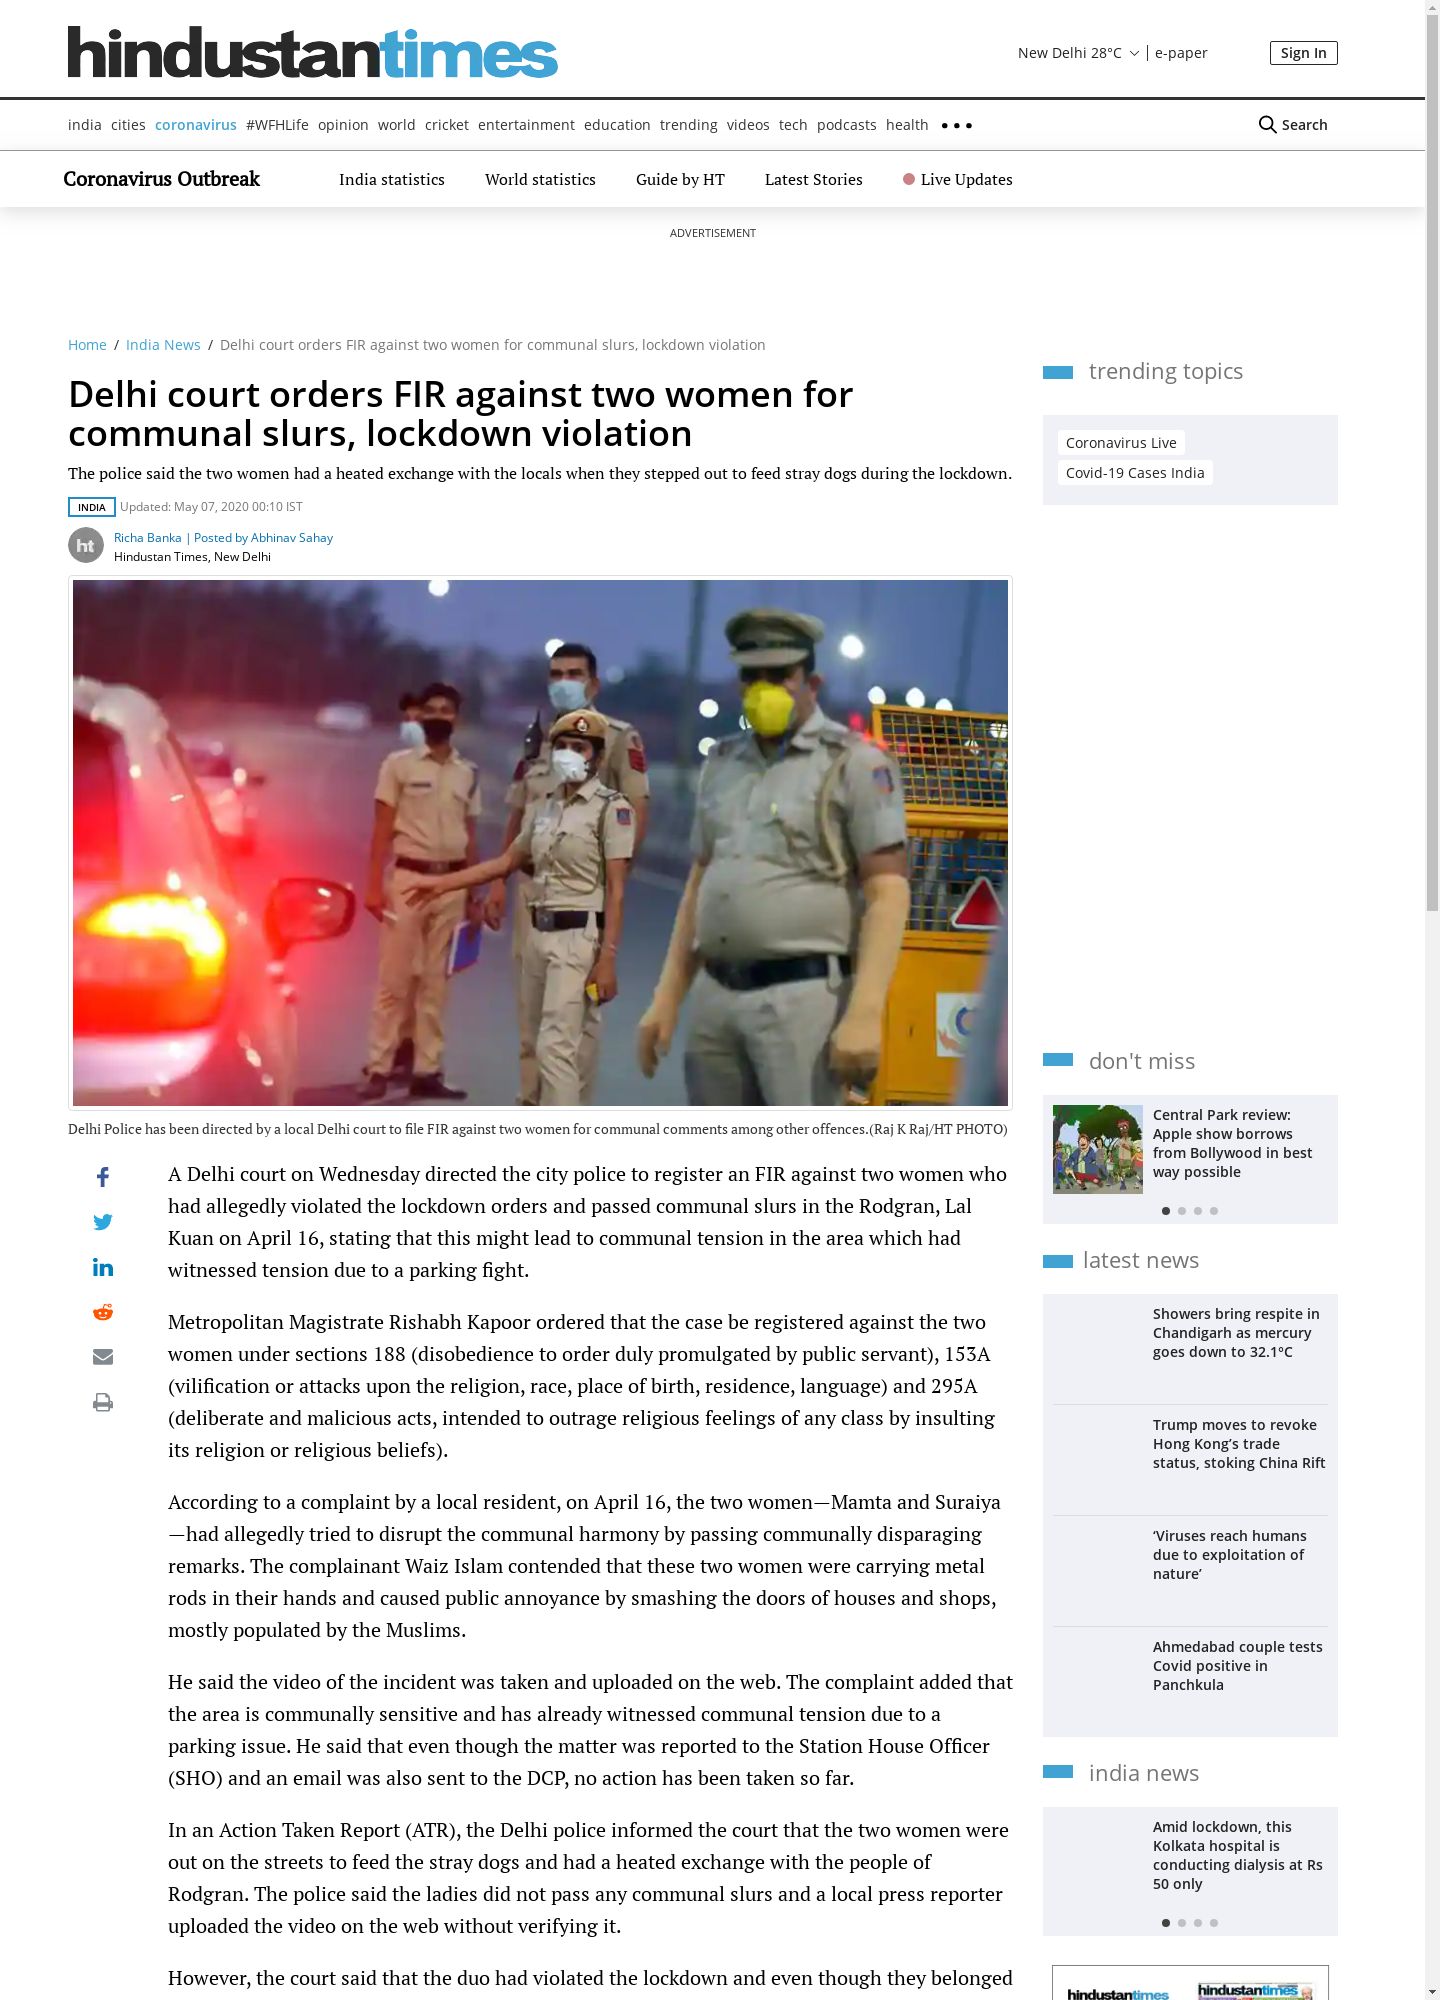 hindustantimes
New Delhi 28°C
e-paper
Sign In
india cities coronavirus #WFHLife opinion world cricket entertainment education trending videos tech podcasts health
Search
Coronavirus Outbreak
India statistics
World statistics
Guide by HT
Latest Stories
Live Updates
ADVERTISEMENT
Home / India News / Delhi court orders FIR against two women for communal slurs, lockdown violation
Delhi court orders FIR against two women for
communal slurs, lockdown violation
The police said the two women had a heated exchange with the locals when they stepped out to feed stray dogs during the lockdown.
INDIA Updated: May 07, 2020 00:10 IST
ht
Richa Banka | Posted by Abhinav Sahay
Hindustan Times, New Delhi
Delhi Police has been directed by a local Delhi court to file FIR against two women for communal comments among other offences.(Raj K Raj/HT PHOTO)
A Delhi court on Wednesday directed the city police to register an FIR against two women who
had allegedly violated the lockdown orders and passed communal slurs in the Rodgran, Lal
Kuan on April 16, stating that this might lead to communal tension in the area which had
witnessed tension due to a parking fight.
Metropolitan Magistrate Rishabh Kapoor ordered that the case be registered against the two
women under sections 188 (disobedience to order duly promulgated by public servant), 153A
(vilification or attacks upon the religion, race, place of birth, residence, language) and 295A
(deliberate and malicious acts, intended to outrage religious feelings of any class by insulting
its religion or religious beliefs).
According to a complaint by a local resident, on April 16, the two women—Mamta and Suraiya
—had allegedly tried to disrupt the communal harmony by passing communally disparaging
remarks. The complainant Waiz Islam contended that these two women were carrying metal
rods in their hands and caused public annoyance by smashing the doors of houses and shops,
mostly populated by the Muslims.
He said the video of the incident was taken and uploaded on the web. The complaint added that
the area is communally sensitive and has already witnessed communal tension due to a
parking issue. He said that even though the matter was reported to the Station House Officer
(SHO) and an email was also sent to the DCP, no action has been taken so far.
In an Action Taken Report (ATR), the Delhi police informed the court that the two women were
out on the streets to feed the stray dogs and had a heated exchange with the people of
Rodgran. The police said the ladies did not pass any communal slurs and a local press reporter
uploaded the video on the web without verifying it.
However, the court said that the duo had violated the lockdown and even though they belonged
trending topics
Coronavirus Live
Covid-19 Cases India
don't miss
Central Park review:
Apple show borrows
from Bollywood in best
way possible
latest news
Showers bring respite in
Chandigarh as mercury
goes down to 32.1°C
Trump moves to revoke
Hong Kong’s trade
status, stoking China Rift
‘Viruses reach humans
due to exploitation of
nature’
Ahmedabad couple tests
Covid positive in
Panchkula
india news
Amid lockdown, this
Kolkata hospital is
conducting dialysis at Rs
50 only
hindustantimes
hindustantimes